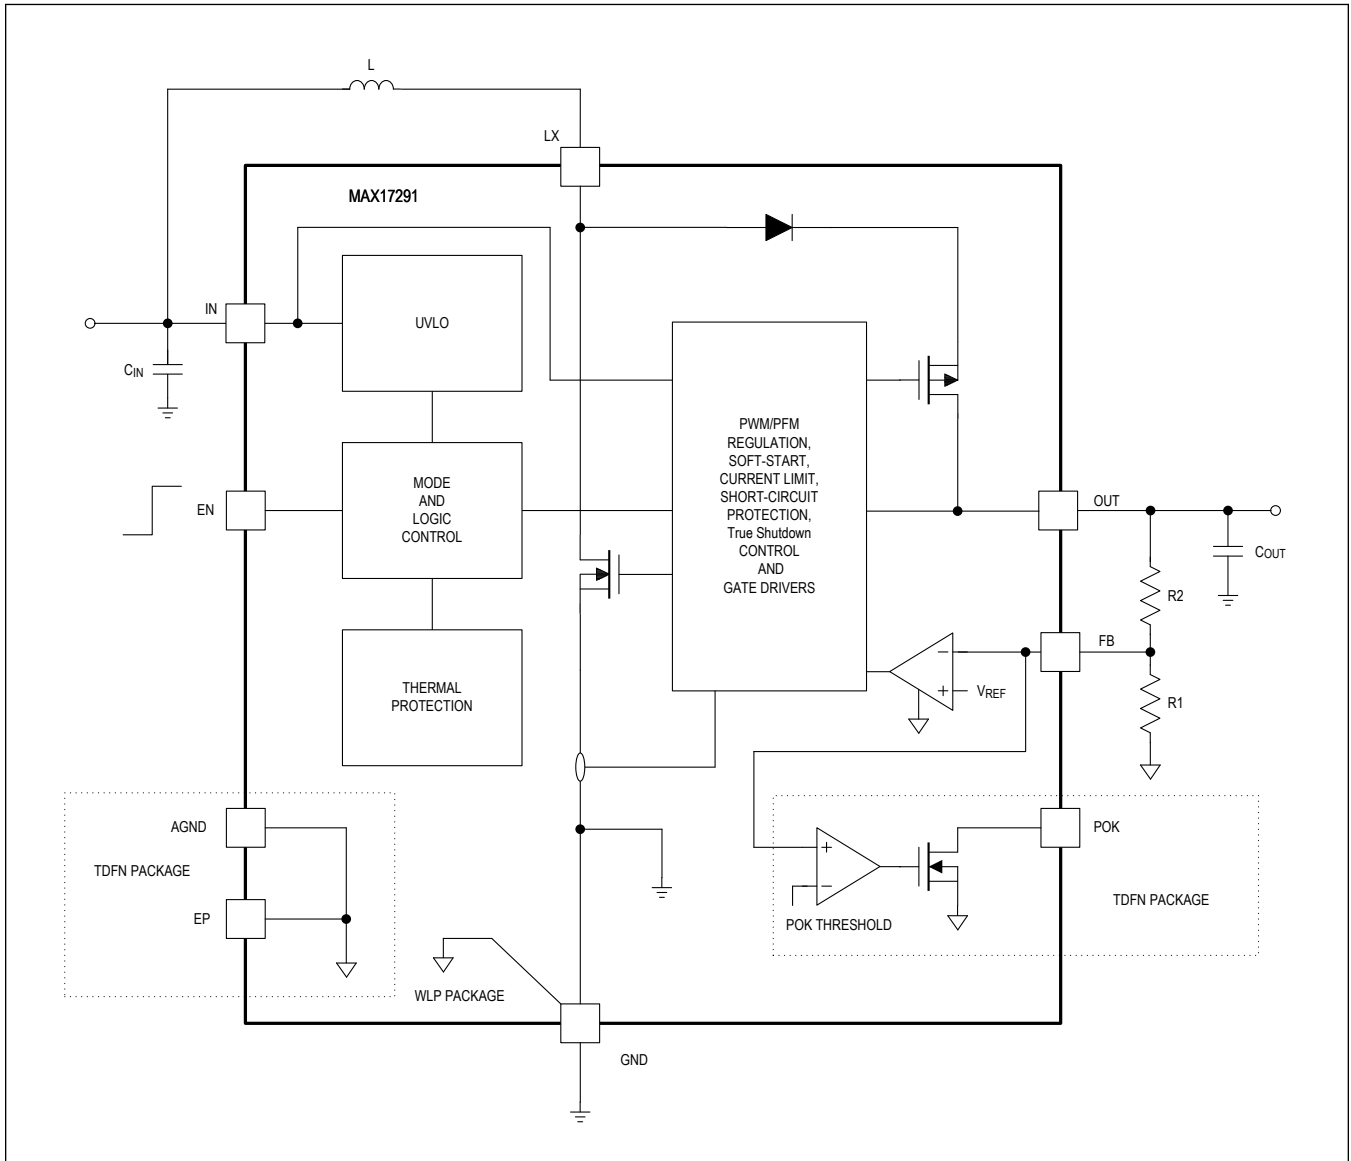 L
LX
MAX17291
IN
UVLO
CIN
PWM/PFM
REGULATION,
SOFT-START,
CURRENT LIMIT,
SHORT-CIRCUIT
PROTECTION,
True Shutdown
CONTROL
AND
GATE DRIVERS
EN
MODE
AND
LOGIC
CONTROL
OUT
COUT
R2
FB
− 
+ VREF
R1
THERMAL
PROTECTION
AGND
TDFN PACKAGE
EP
POK
+
−
POK THRESHOLD
TDFN PACKAGE
WLP PACKAGE
GND